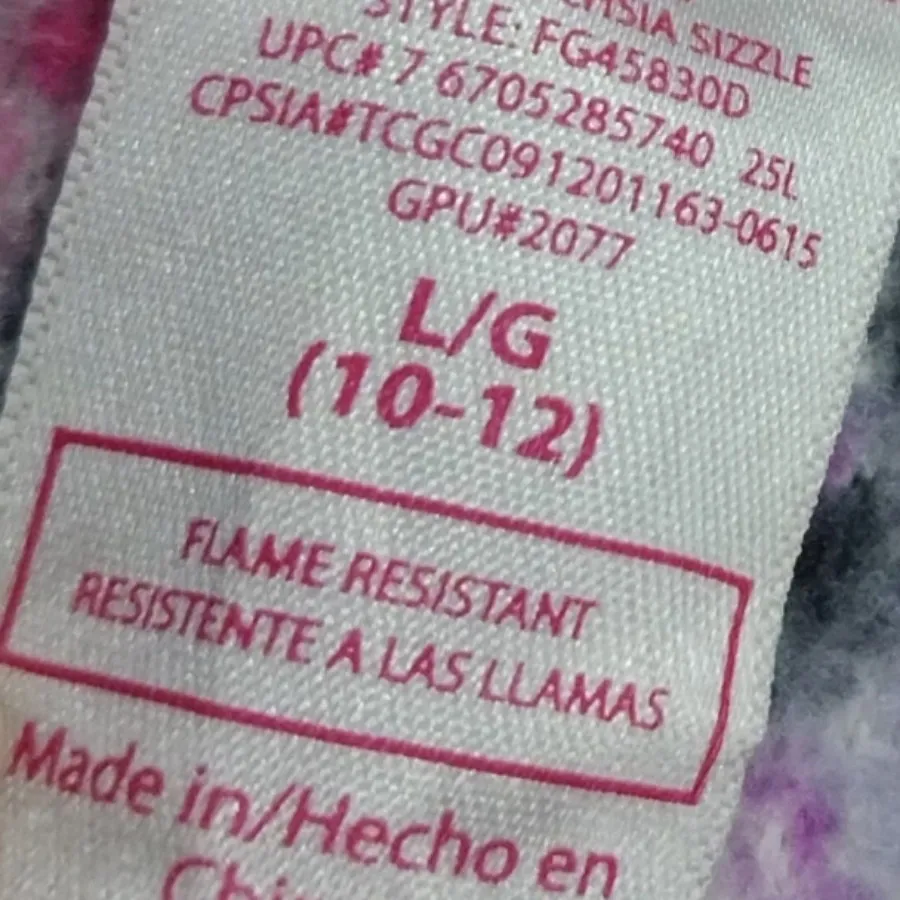 FUCHSIA SIZZLE
STYLE: FG45830D
UPC# 7 6705285740 25L
CPSIA#TCGC091201163-0615
GPU#2077
L/G
(10-12)
FLAME RESISTANT
RESISTENTE A LAS LLAMAS
Made in/Hecho en